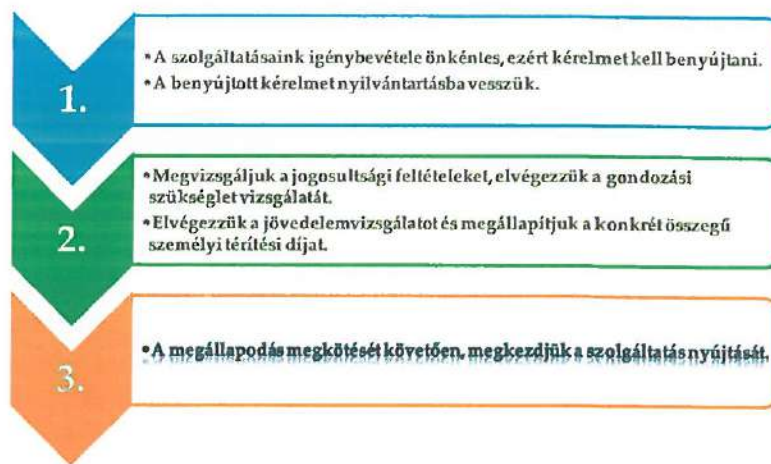 1.
• A szolgáltatásaink igénybevétele önkéntes, ezért kérelmet kell benyújtani.
• A benyújtott kérelmet nyilvántartásba vesszük.
2.
• Megvizsgáljuk a jogosultsági feltételeket, elvégezzük a gondozási
szükséglet vizsgálatát.
• Elvégezzük a jövedelemvizsgálatot és megállapítjuk a konkrét összegű
személyi térítési díjat.
3.
• A megállapodás megkötését követően, megkezdjük a szolgáltatás nyújtását.